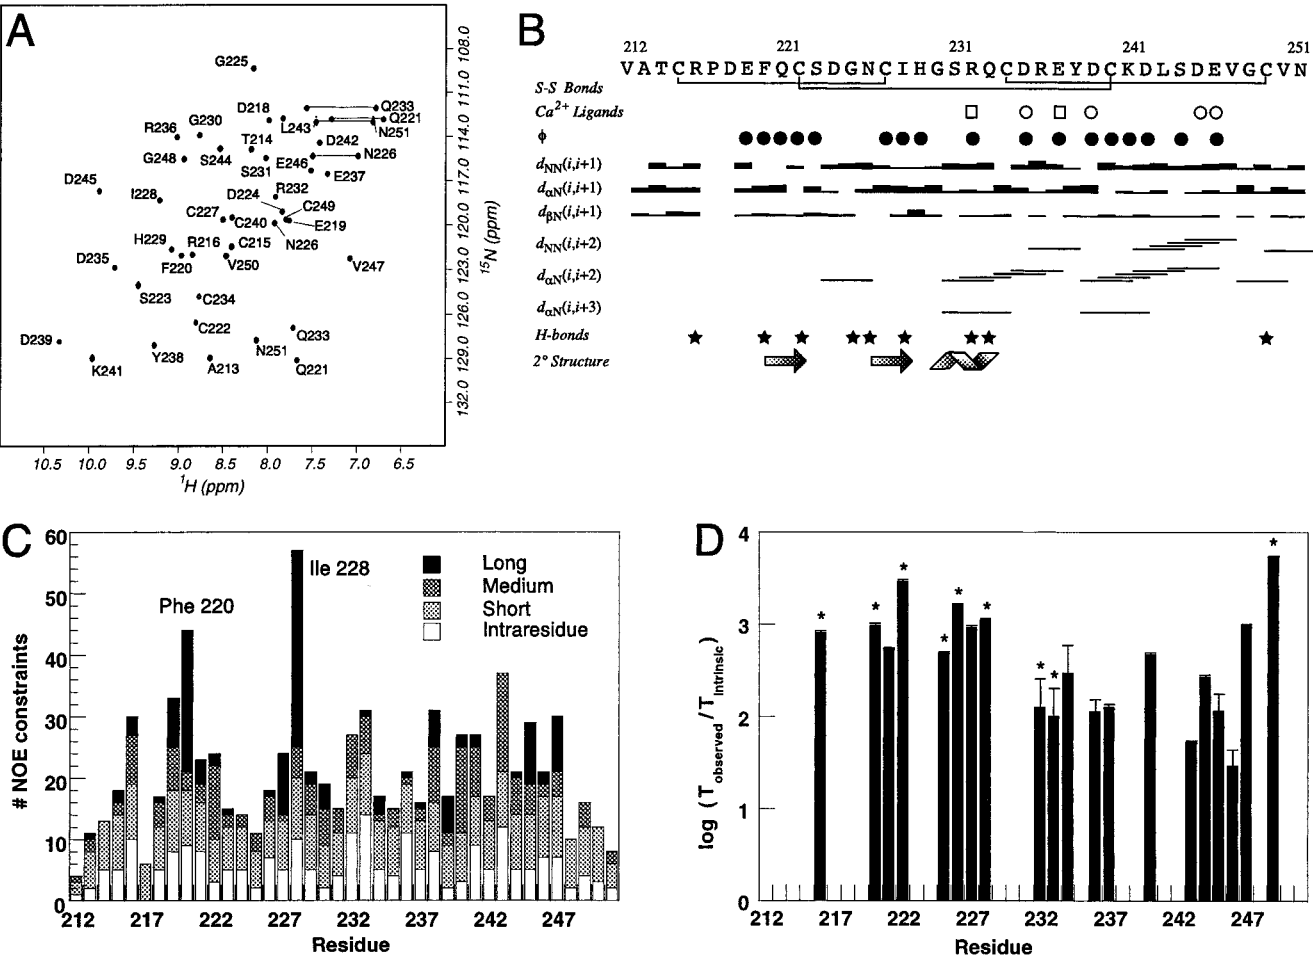 A
G225
D218
Q233
Q221
L243
N251
R236
G230
T214
D242
S244
G248
E246
N226
S231
E237
D245
I228
D224
R232
C249
C227
C240
E219
N226
H229
R216
C215
D235
F220
V250
V247
S223
C234
C222
Q233
D239
Y238
N251
K241
A213
Q221
108.0
111.0
114.0
117.0
120.0
123.0
126.0
129.0
132.0
15N (ppm)
10.5 10.0 9.5 9.0 8.5 8.0 7.5 7.0 6.5
1H (ppm)
B
212 221 231 241 251
VATCRPDEFQCSDGNCIHGSRQCDREYDCKDLSDEVGCVN
S-S Bonds
Ca2+ Ligands
ϕ
dNN(i,i+1)
dαN(i,i+1)
dβN(i,i+1)
dNN(i,i+2)
dαN(i,i+2)
dαN(i,i+3)
H-bonds
2° Structure
C
# NOE constraints
60
50
40
30
20
10
0
Phe 220
Ile 228
Long
Medium
Short
Intraresidue
212 217 222 227 232 237 242 247
Residue
D
log (Tobserved/TIntrinsic)
4
3
2
1
0
* * * * * * * * *
212 217 222 227 232 237 242 247
Residue